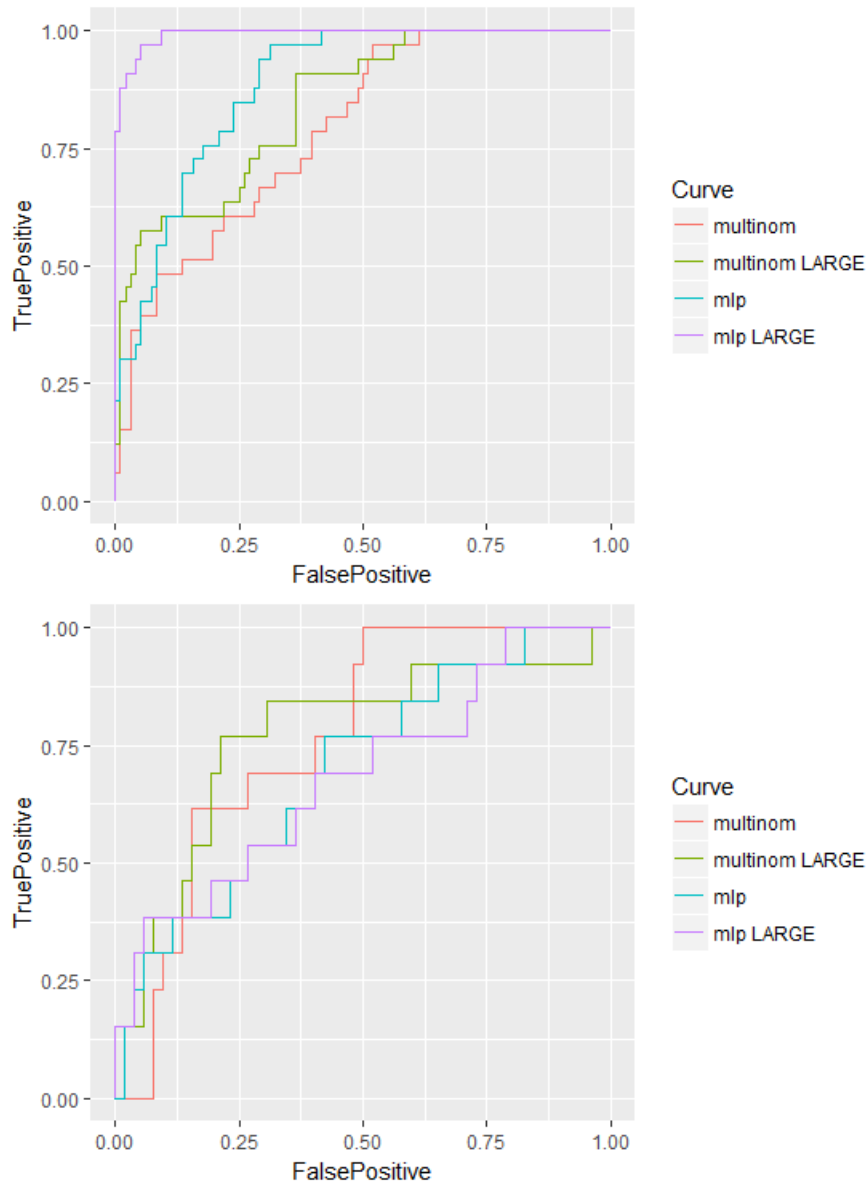 1.00
0.75
0.50
0.25
0.00
TruePositive
0.00 0.25 0.50 0.75 1.00
FalsePositive
Curve
multinom
multinom LARGE
mlp
mlp LARGE
1.00
0.75
0.50
0.25
0.00
TruePositive
0.00 0.25 0.50 0.75 1.00
FalsePositive
Curve
multinom
multinom LARGE
mlp
mlp LARGE